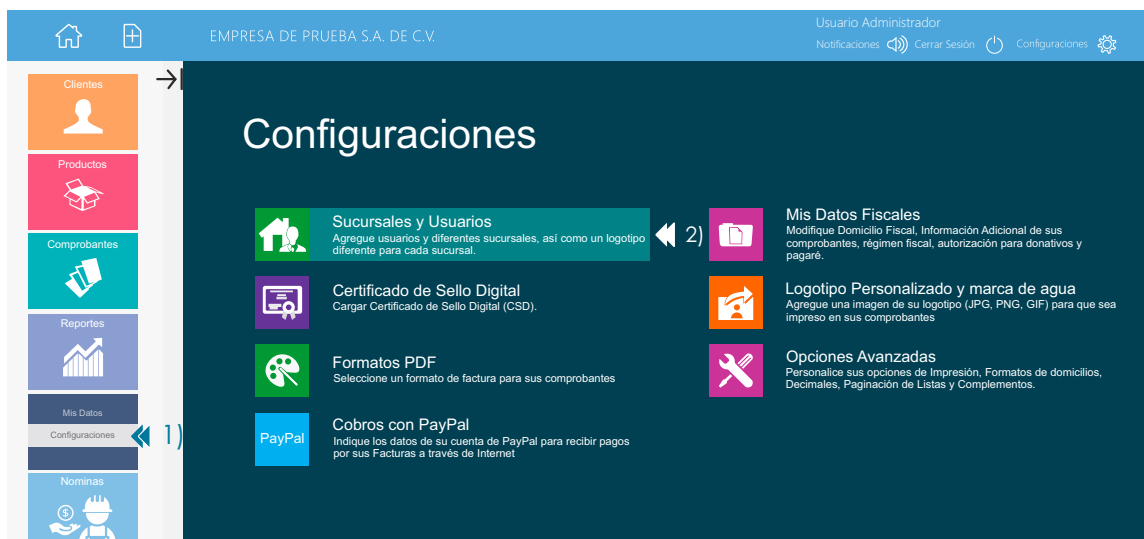 EMPRESA DE PRUEBA S.A. DE C.V.
Usuario Administrador
Notificaciones Cerrar Sesión Configuraciones
Clientes
Productos
Comprobantes
Reportes
Mis Datos
Configuraciones
1)
Nominas
$
Configuraciones
Sucursales y Usuarios
Agregue usuarios y diferentes sucursales, así como un logotipo
diferente para cada sucursal.
2)
Mis Datos Fiscales
Modifique Domicilio Fiscal, Información Adicional de sus
comprobantes, régimen fiscal, autorización para donativos y
pagaré.
Certificado de Sello Digital
Cargar Certificado de Sello Digital (CSD).
Logotipo Personalizado y marca de agua
Agregue una imagen de su logotipo (JPG, PNG, GIF) para que sea
impreso en sus comprobantes
Formatos PDF
Seleccione un formato de factura para sus comprobantes
Opciones Avanzadas
Personalice sus opciones de Impresión, Formatos de domicilios,
Decimales, Paginación de Listas y Complementos.
PayPal
Cobros con PayPal
Indique los datos de su cuenta de PayPal para recibir pagos
por sus Facturas a través de Internet